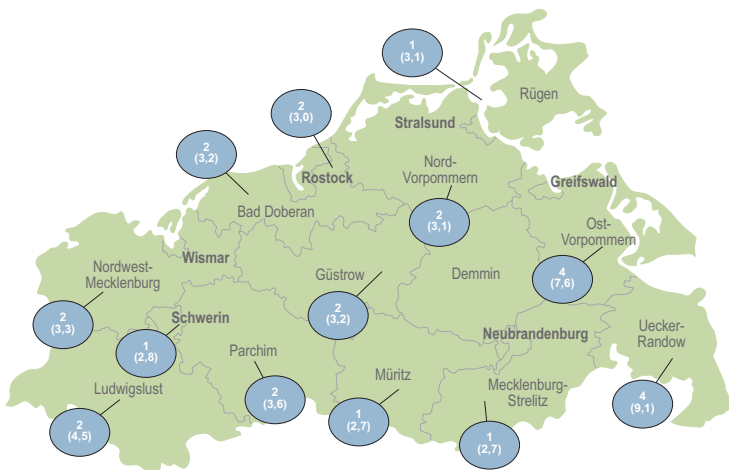 1
(3,1)
Rügen
2
(3,0)
Stralsund
2
(3,2)
Nord-
Vorpommern
Rostock
Greifswald
Bad Doberan
2
(3,1)
Ost-
Vorpommern
Wismar
Nordwest-
Mecklenburg
Güstrow
Demmin
4
(7,6)
2
(3,3)
Schwerin
2
(3,2)
Neubrandenburg
Uecker-
Randow
1
(2,8)
Parchim
Müritz
Mecklenburg-
Strelitz
Ludwigslust
2
(3,6)
4
(9,1)
2
(4,5)
1
(2,7)
1
(2,7)